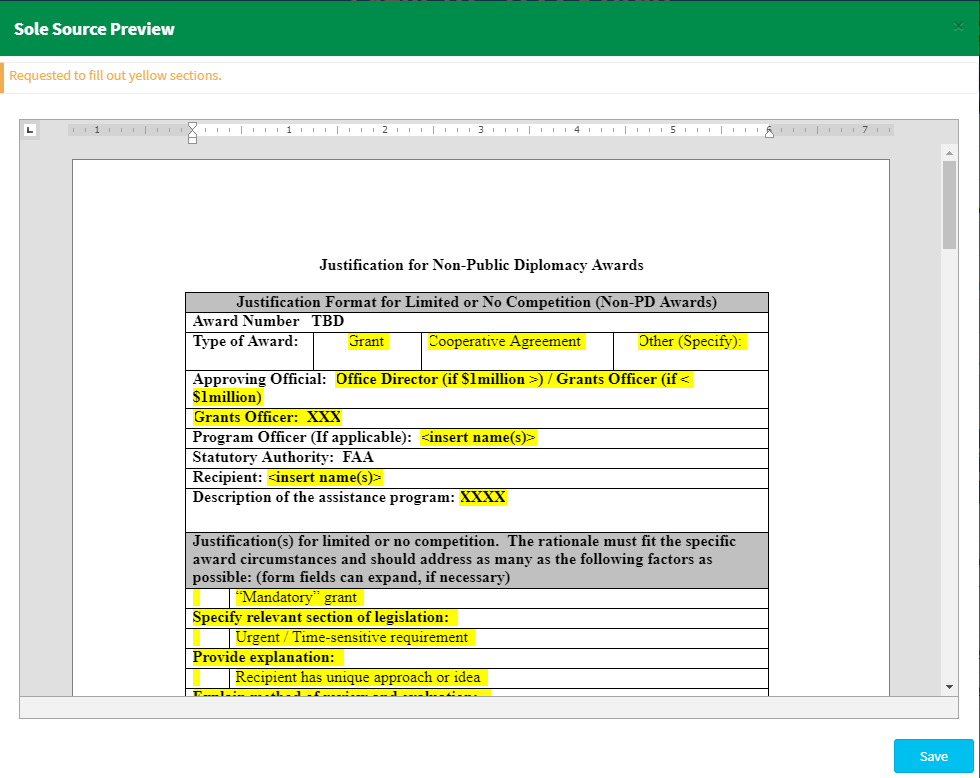 Sole Source Preview
Requested to fill out yellow sections.
1 1 2 3 4 5 6 7
Justification for Non-Public Diplomacy Awards
Justification Format for Limited or No Competition (Non-PD Awards)
Award Number TBD
Type of Award: Grant Cooperative Agreement Other (Specify):
Approving Official: Office Director (if $1million >) / Grants Officer (if <
$1million)
Grants Officer: XXX
Program Officer (If applicable): <insert name(s)>
Statutory Authority: FAA
Recipient: <insert name(s)>
Description of the assistance program: XXXX
Justification(s) for limited or no competition. The rationale must fit the specific
award circumstances and should address as many as the following factors as
possible: (form fields can expand, if necessary)
“Mandatory” grant
Specify relevant section of legislation:
Urgent / Time-sensitive requirement
Provide explanation:
Recipient has unique approach or idea
Explain method of review and evaluation:
Save